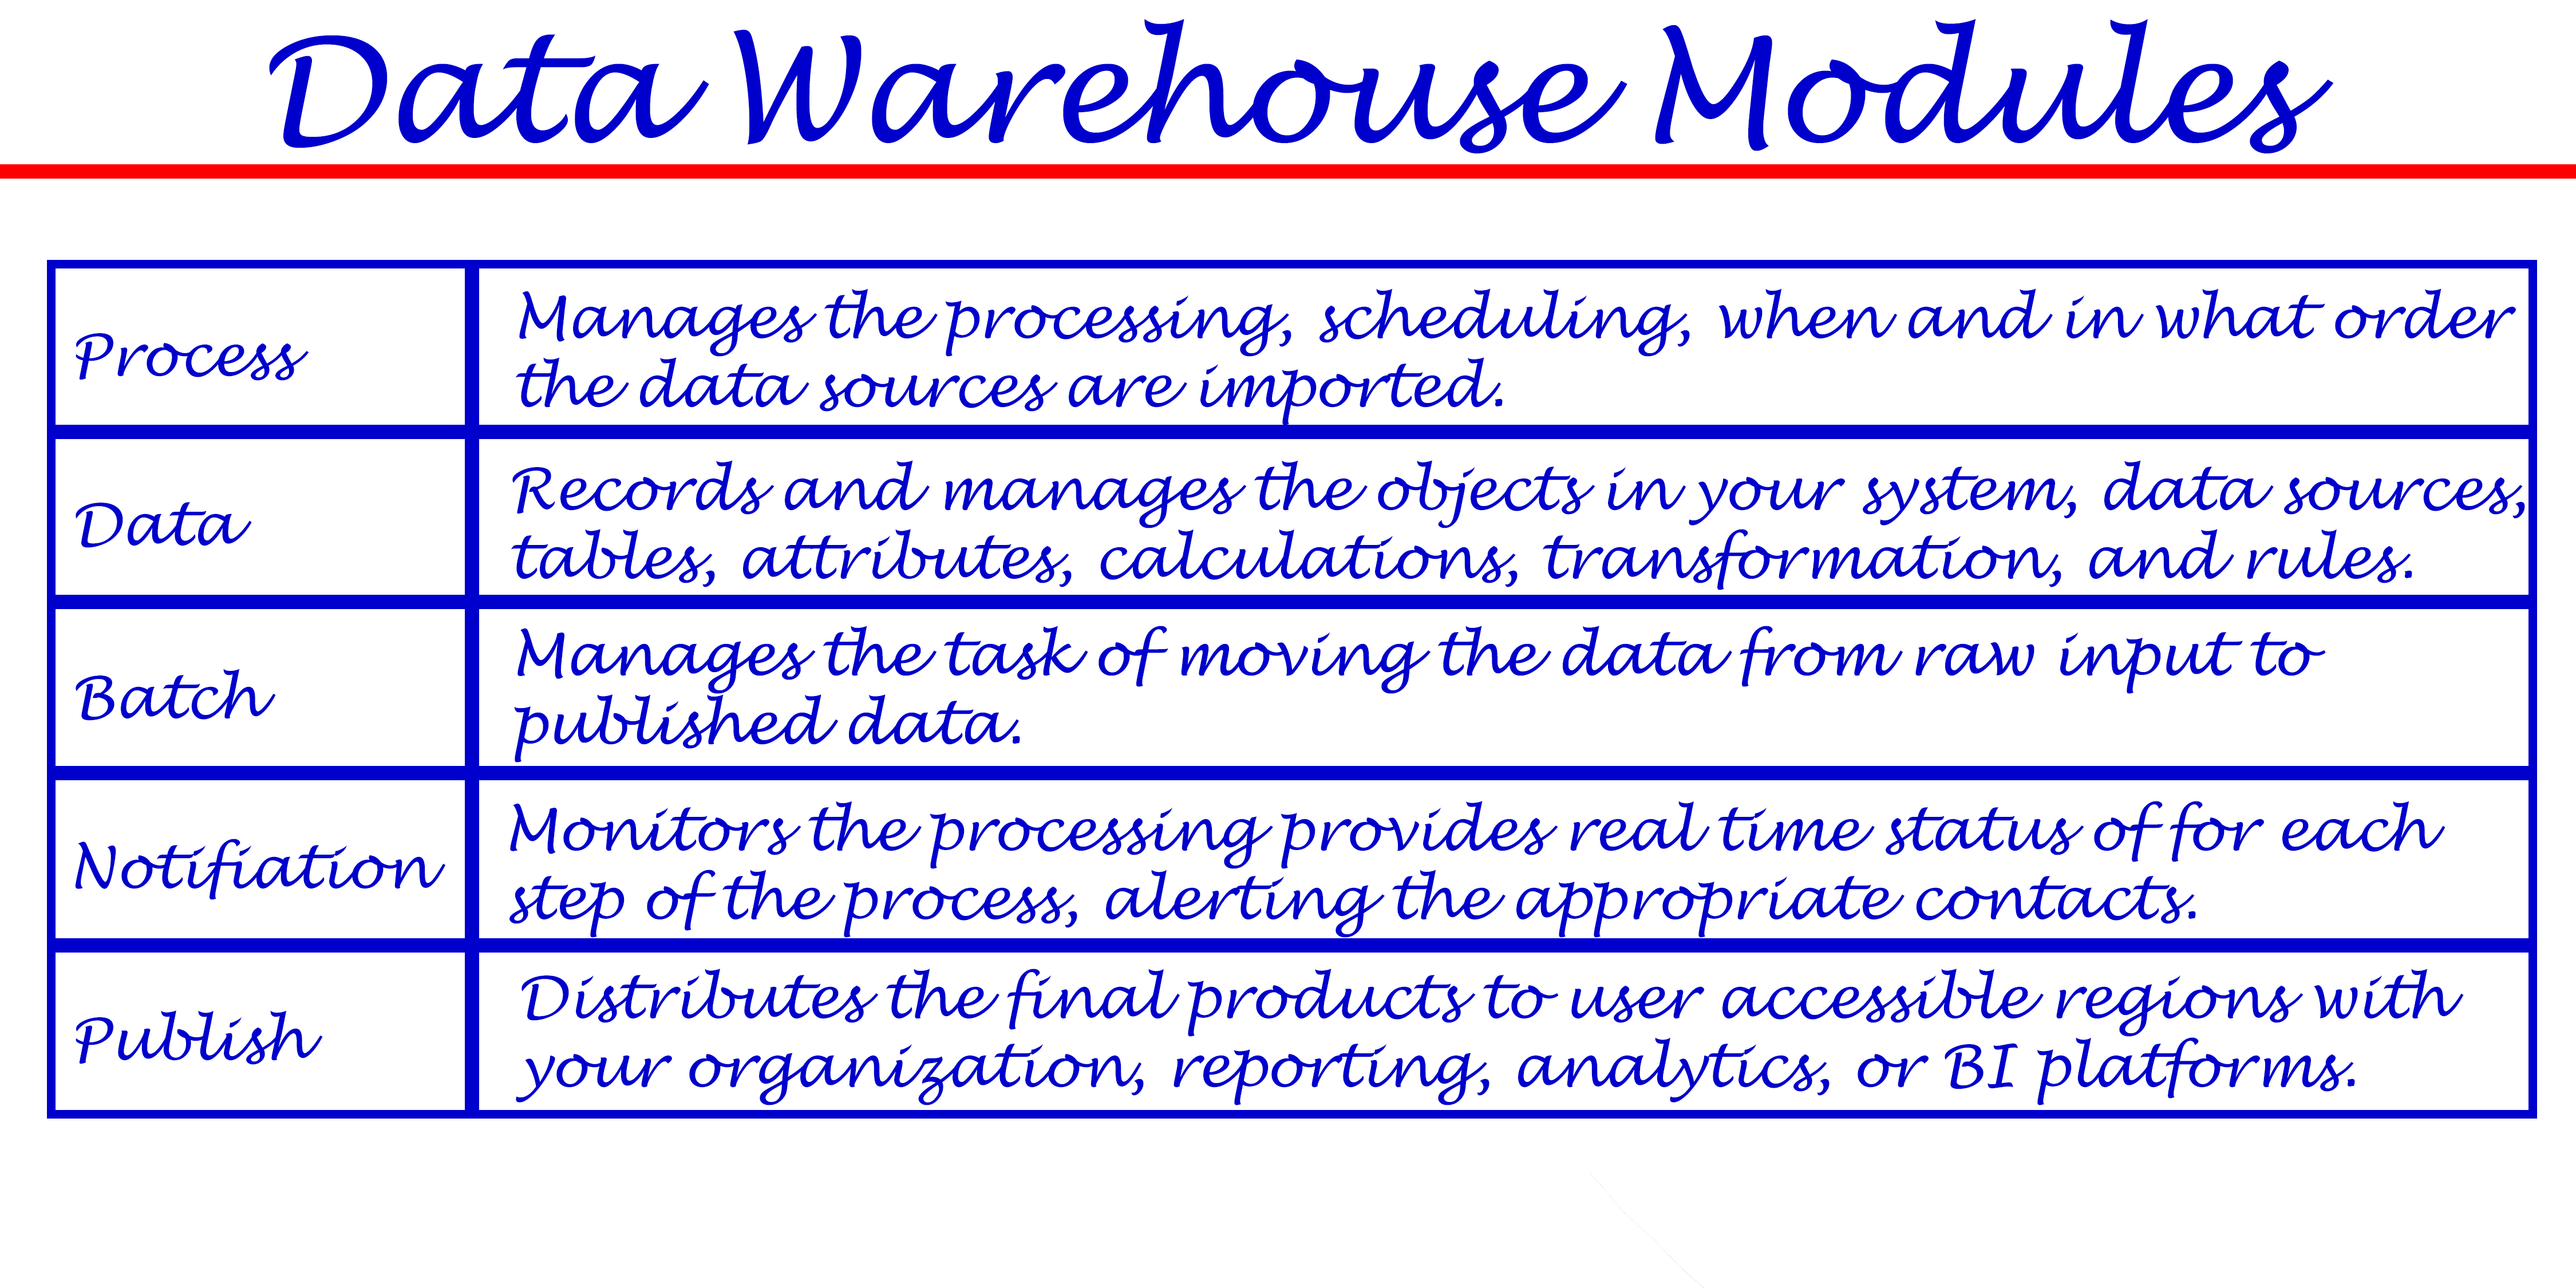 Data Warehouse Modules
Process
Manages the processing, scheduling, when and in what order
the data sources are imported.
Data
Records and manages the objects in your system, data sources,
tables, attributes, calculations, transformation, and rules.
Batch
Manages the task of moving the data from raw input to
published data.
Notifiation
Monitors the processing provides real time status of for each
step of the process, alerting the appropriate contacts.
Publish
Distributes the final products to user accessible regions with
your organization, reporting, analytics, or BI platforms.